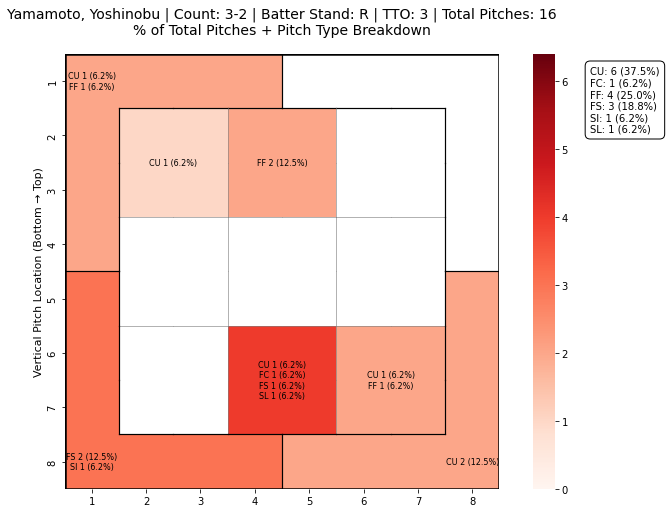 Yamamoto, Yoshinobu | Count: 3-2 | Batter Stand: R | TTO: 3 | Total Pitches: 16
% of Total Pitches + Pitch Type Breakdown
CU: 6 (37.5%)
FC: 1 (6.2%)
FF: 4 (25.0%)
FS: 3 (18.8%)
SI: 1 (6.2%)
SL: 1 (6.2%)
Vertical Pitch Location (Bottom → Top)
1
2
3
4
5
6
7
8
CU 1 (6.2%)
FF 1 (6.2%)
CU 1 (6.2%)
FF 2 (12.5%)
CU 1 (6.2%)
FC 1 (6.2%)
FS 1 (6.2%)
SL 1 (6.2%)
CU 1 (6.2%)
FF 1 (6.2%)
FS 2 (12.5%)
SI 1 (6.2%)
CU 2 (12.5%)
1 2 3 4 5 6 7 8
6
5
4
3
2
1
0